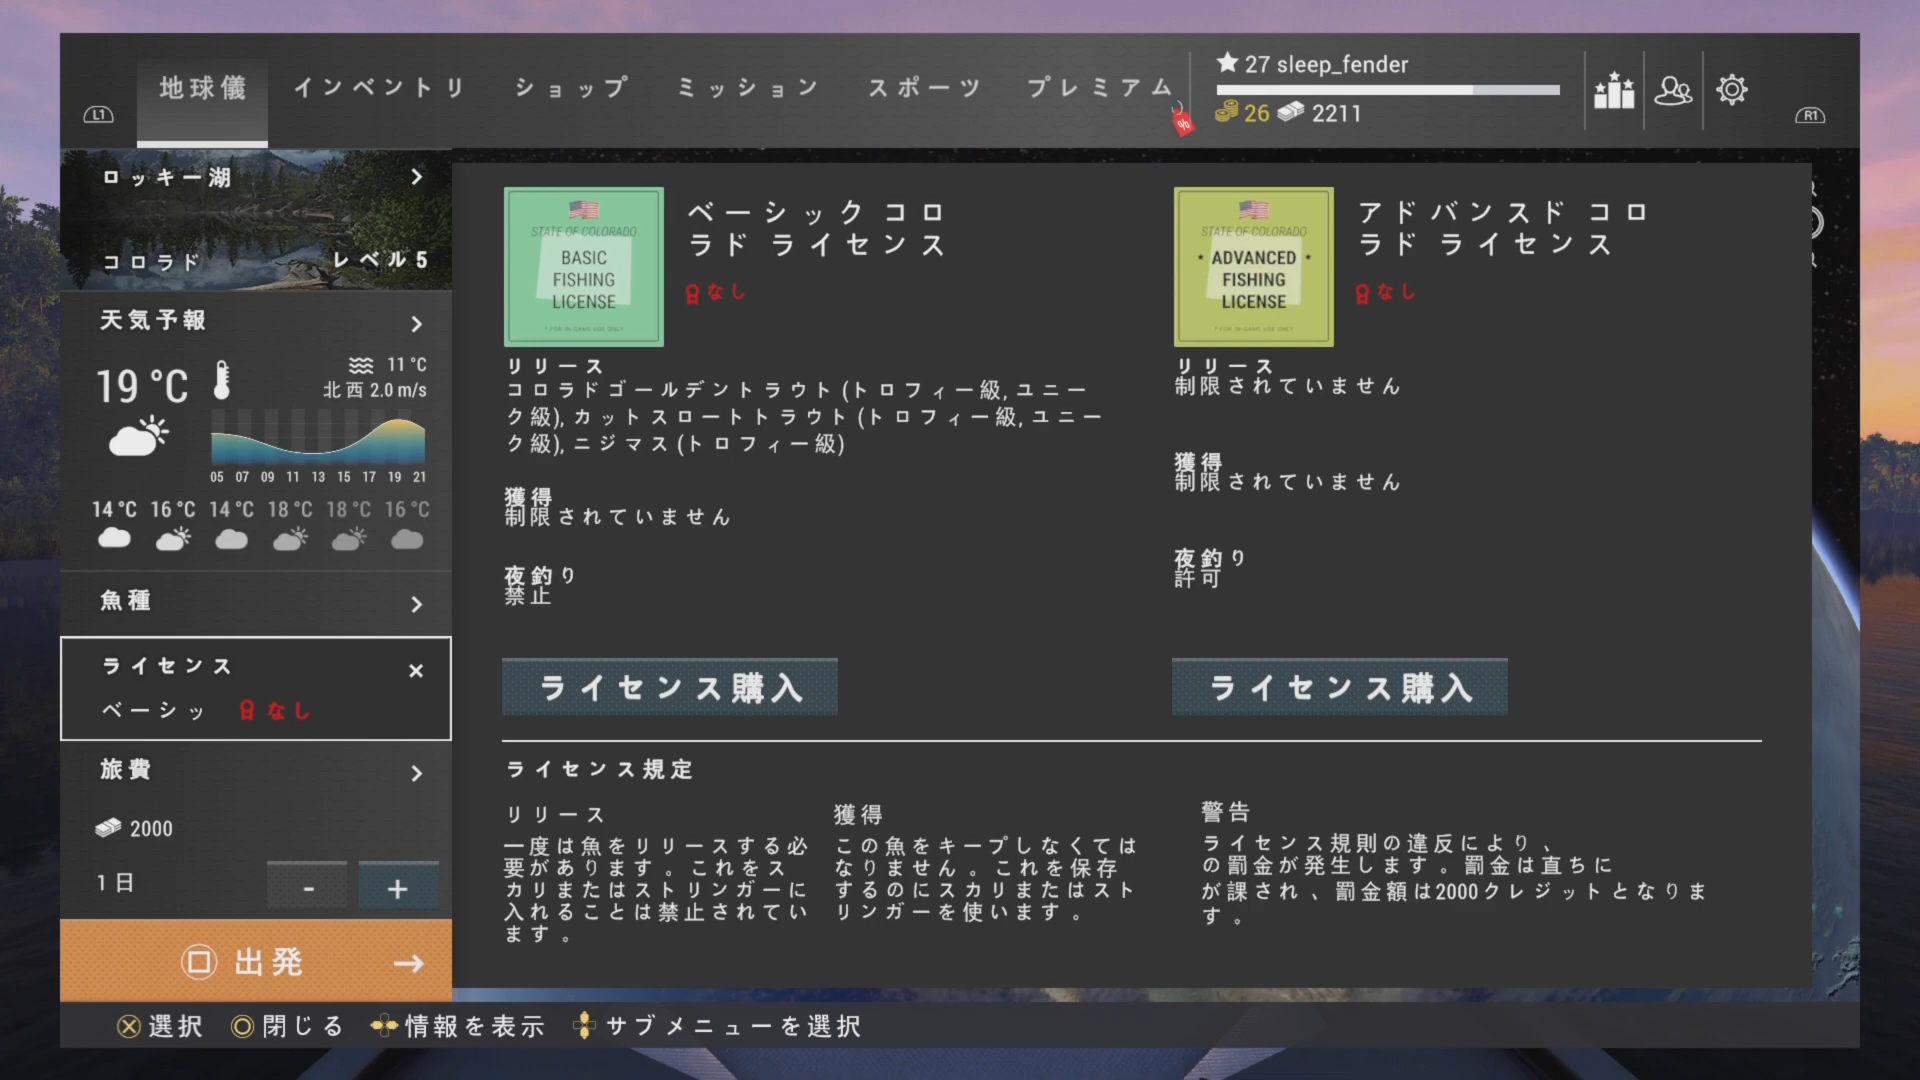 L1
地球儀
インベントリ
ショップ
ミッション
スポーツ
プレミアム
%
27 sleep_fender
26 2211
R1
ロッキー湖
コロラド レベル 5
天気予報
19 °C
11 °C
北西 2.0 m/s
05 07 09 11 13 15 17 19 21
14 °C 16 °C 14 °C 18 °C 18 °C 16 °C
魚種
ライセンス
ベーシッ なし
旅費
2000
1 日
- +
出発
STATE OF COLORADO
BASIC
FISHING
LICENSE
* FOR IN-GAME USE ONLY
ベーシック コロ
ラド ライセンス
なし
リリース
コロラドゴールデントラウト (トロフィー級, ユニー
ク級), カットスロートトラウト (トロフィー級, ユニー
ク級), ニジマス (トロフィー級)
獲得
制限されていません
夜釣り
禁止
ライセンス購入
STATE OF COLORADO
• ADVANCED •
FISHING
LICENSE
* FOR IN-GAME USE ONLY
アドバンスド コロ
ラド ライセンス
なし
リリース
制限されていません
獲得
制限されていません
夜釣り
許可
ライセンス購入
ライセンス規定
リリース
一度は魚をリリースする必
要があります。これをス
カリまたはストリンガーに
入れることは禁止されてい
ます。
獲得
この魚をキープしなくては
なりません。これを保存
するのにスカリまたはスト
リンガーを使います。
警告
ライセンス規則の違反により、
の罰金が発生します。罰金は直ちに
が課され、罰金額は2000クレジットとなりま
す。
選択 閉じる 情報を表示 サブメニューを選択